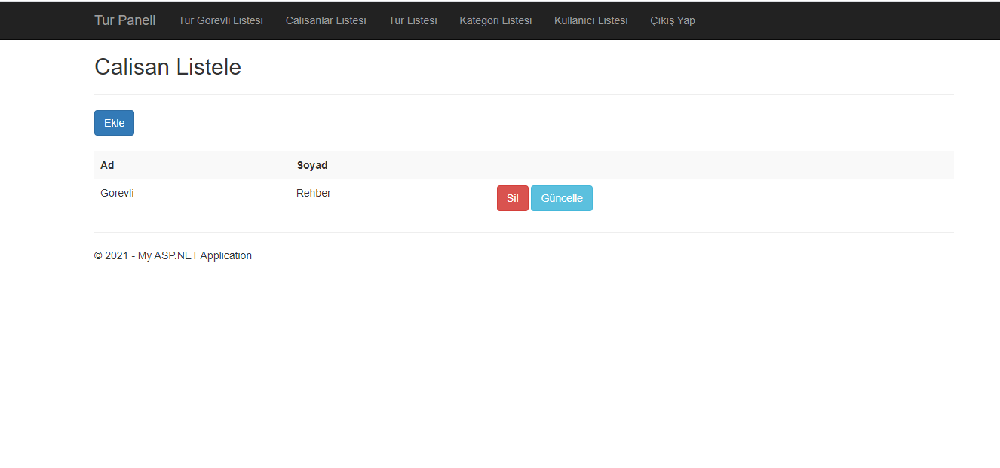 Tur Paneli Tur Görevli Listesi Calısanlar Listesi Tur Listesi Kategori Listesi Kullanıcı Listesi Çıkış Yap
Calisan Listele
Ekle
Ad Soyad
Gorevli Rehber Sil Güncelle
© 2021 - My ASP.NET Application